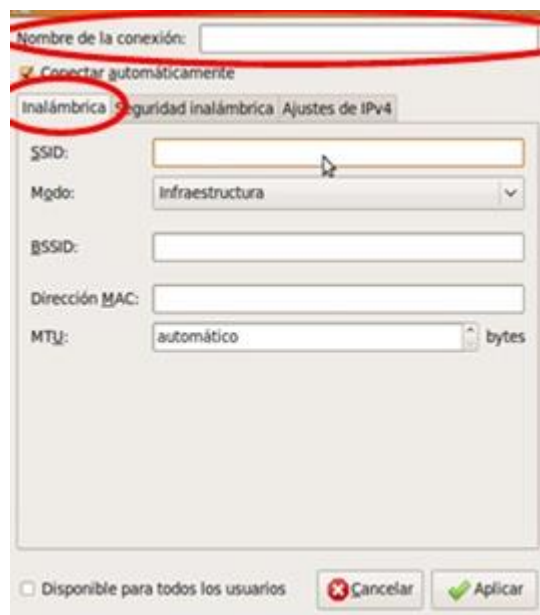 Nombre de la conexión:
Conectar automáticamente
Inalámbrica Seguridad inalámbrica Ajustes de IPv4
SSID:
Modo: Infraestructura
BSSID:
Dirección MAC:
MTU: automático bytes
Disponible para todos los usuarios Cancelar Aplicar